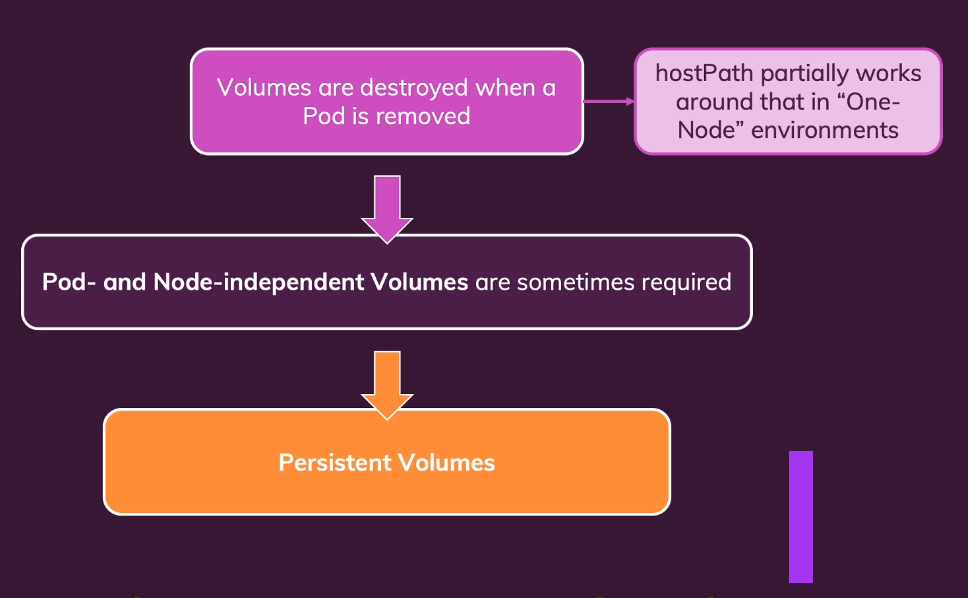 Volumes are destroyed when a
Pod is removed
hostPath partially works
around that in “One-
Node” environments
Pod- and Node-independent Volumes are sometimes required
Persistent Volumes